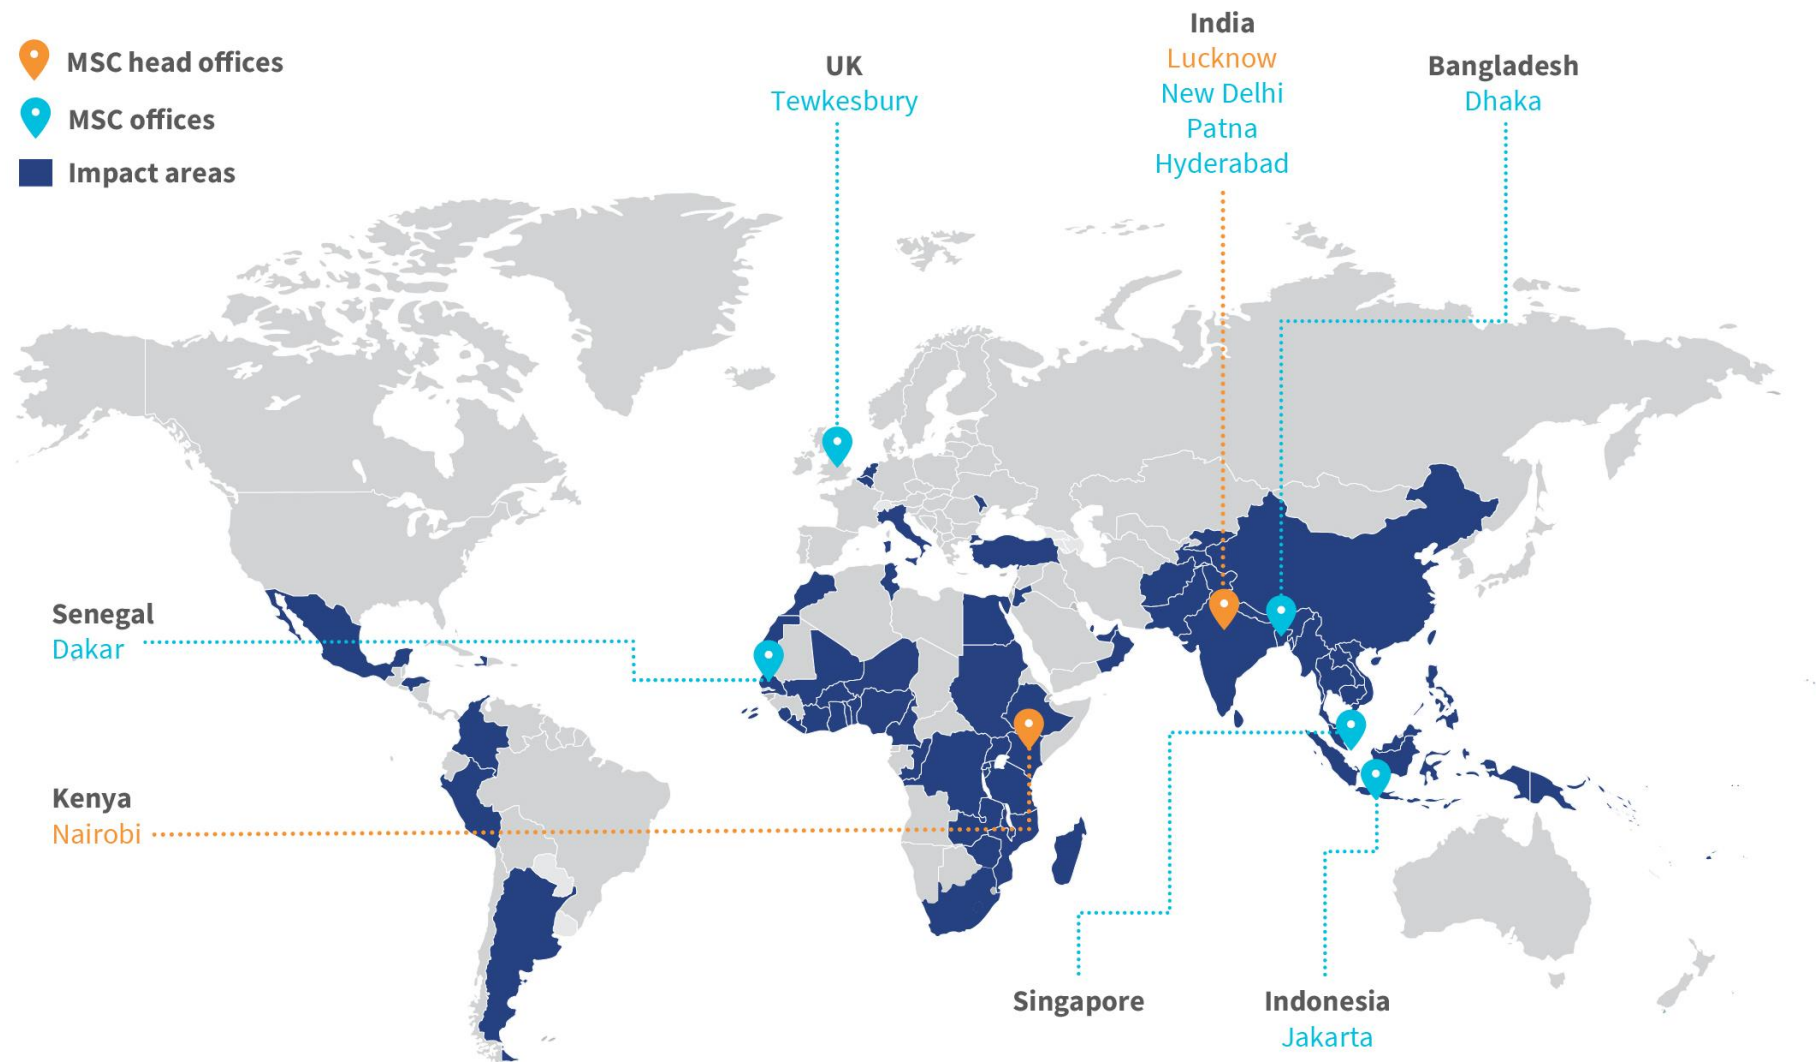 MSC head offices
MSC offices
Impact areas
UK
Tewkesbury
India
Lucknow
New Delhi
Patna
Hyderabad
Bangladesh
Dhaka
Senegal
Dakar
Kenya
Nairobi
Singapore
Indonesia
Jakarta